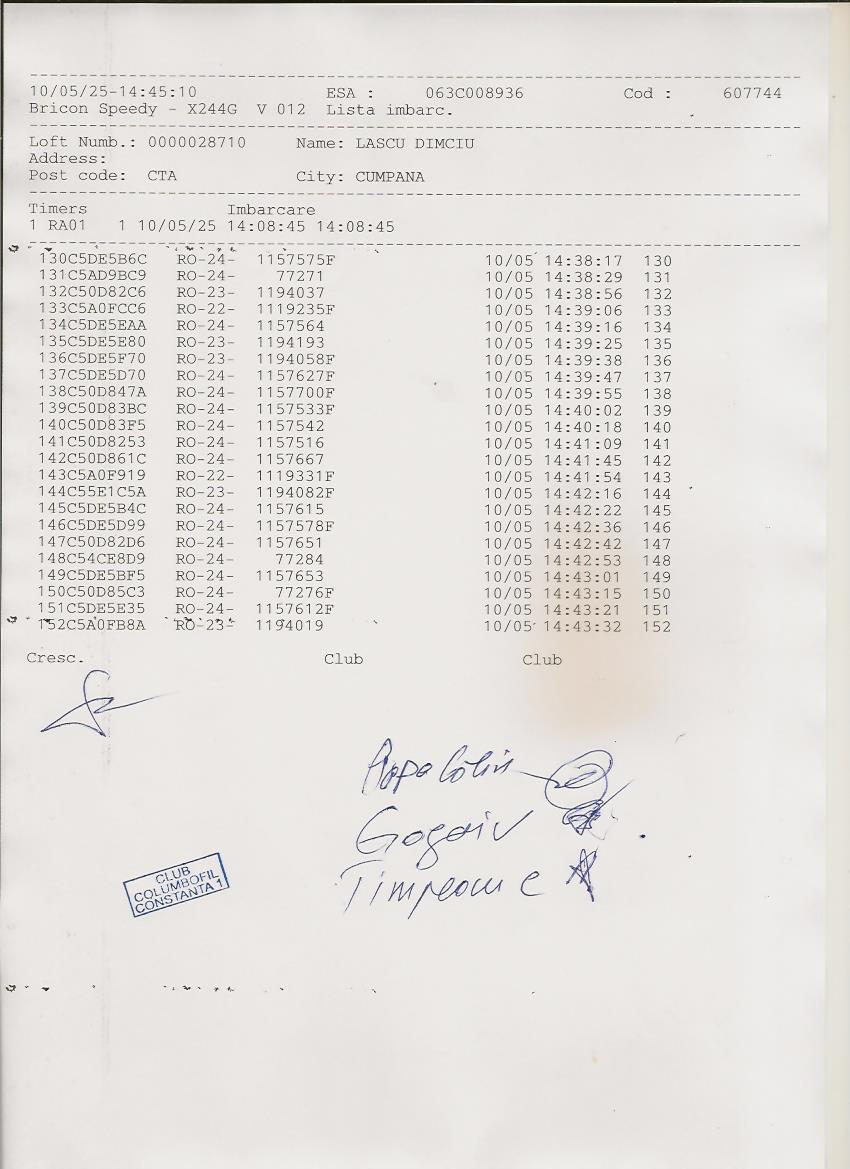 10/05/25-14:45:10 ESA : 063C008936 Cod : 607744
Bricon Speedy - X244G V 012 Lista imbarc.
Loft Numb.: 0000028710 Name: LASCU DIMCIU
Address:
Post code: CTA City: CUMPANA
Timers Imbarcare
1 RA01 1 10/05/25 14:08:45 14:08:45
130C5DE5B6C RO-24- 1157575F 10/05 14:38:17 130
131C5AD9BC9 RO-24- 77271 10/05 14:38:29 131
132C50D82C6 RO-23- 1194037 10/05 14:38:56 132
133C5A0FCC6 RO-22- 1119235F 10/05 14:39:06 133
134C5DE5EAA RO-24- 1157564 10/05 14:39:16 134
135C5DE5E80 RO-23- 1194193 10/05 14:39:25 135
136C5DE5F70 RO-23- 1194058F 10/05 14:39:38 136
137C5DE5D70 RO-24- 1157627F 10/05 14:39:47 137
138C50D847A RO-24- 1157700F 10/05 14:39:55 138
139C50D83BC RO-24- 1157533F 10/05 14:40:02 139
140C50D83F5 RO-24- 1157542 10/05 14:40:18 140
141C50D8253 RO-24- 1157516 10/05 14:41:09 141
142C50D861C RO-24- 1157667 10/05 14:41:45 142
143C5A0F919 RO-22- 1119331F 10/05 14:41:54 143
144C55E1C5A RO-23- 1194082F 10/05 14:42:16 144
145C5DE5B4C RO-24- 1157615 10/05 14:42:22 145
146C5DE5D99 RO-24- 1157578F 10/05 14:42:36 146
147C50D82D6 RO-24- 1157651 10/05 14:42:42 147
148C54CE8D9 RO-24- 77284 10/05 14:42:53 148
149C5DE5BF5 RO-24- 1157653 10/05 14:43:01 149
150C50D85C3 RO-24- 77276F 10/05 14:43:15 150
151C5DE5E35 RO-24- 1157612F 10/05 14:43:21 151
152C5A0FB8A RO-23- 1194019 10/05 14:43:32 152
Cresc. Club Club
CLUB
COLUMBOFIL
CONSTANTA 1